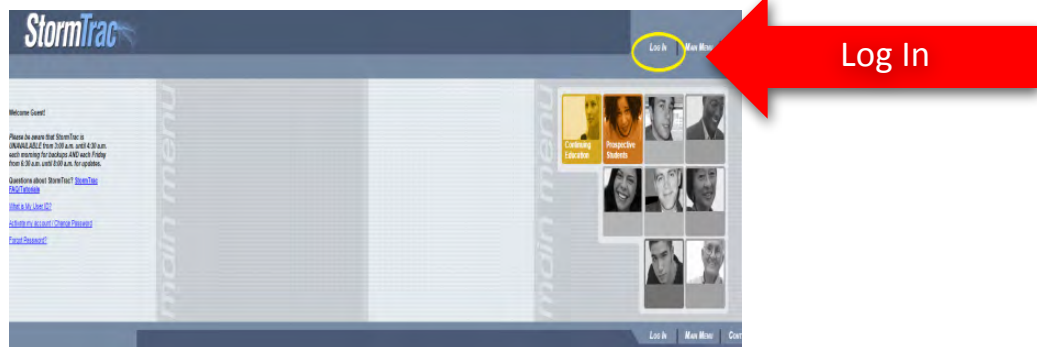 StormTrac
LOG IN
MAIN MENU
Log In
Welcome Guest!
Please be aware that StormTrac is
UNAVAILABLE from 3:00 a.m. until 4:30 a.m.
each morning for backups AND each Friday
from 6:30 a.m. until 8:00 a.m. for updates.
Questions about StormTrac? StormTrac
FAQ/Tutorials
What is My User ID?
Activate my account / Change Password
Forgot Password?
main menu
main menu
Continuing
Education
Prospective
Students
LOG IN
MAIN MENU
CONT